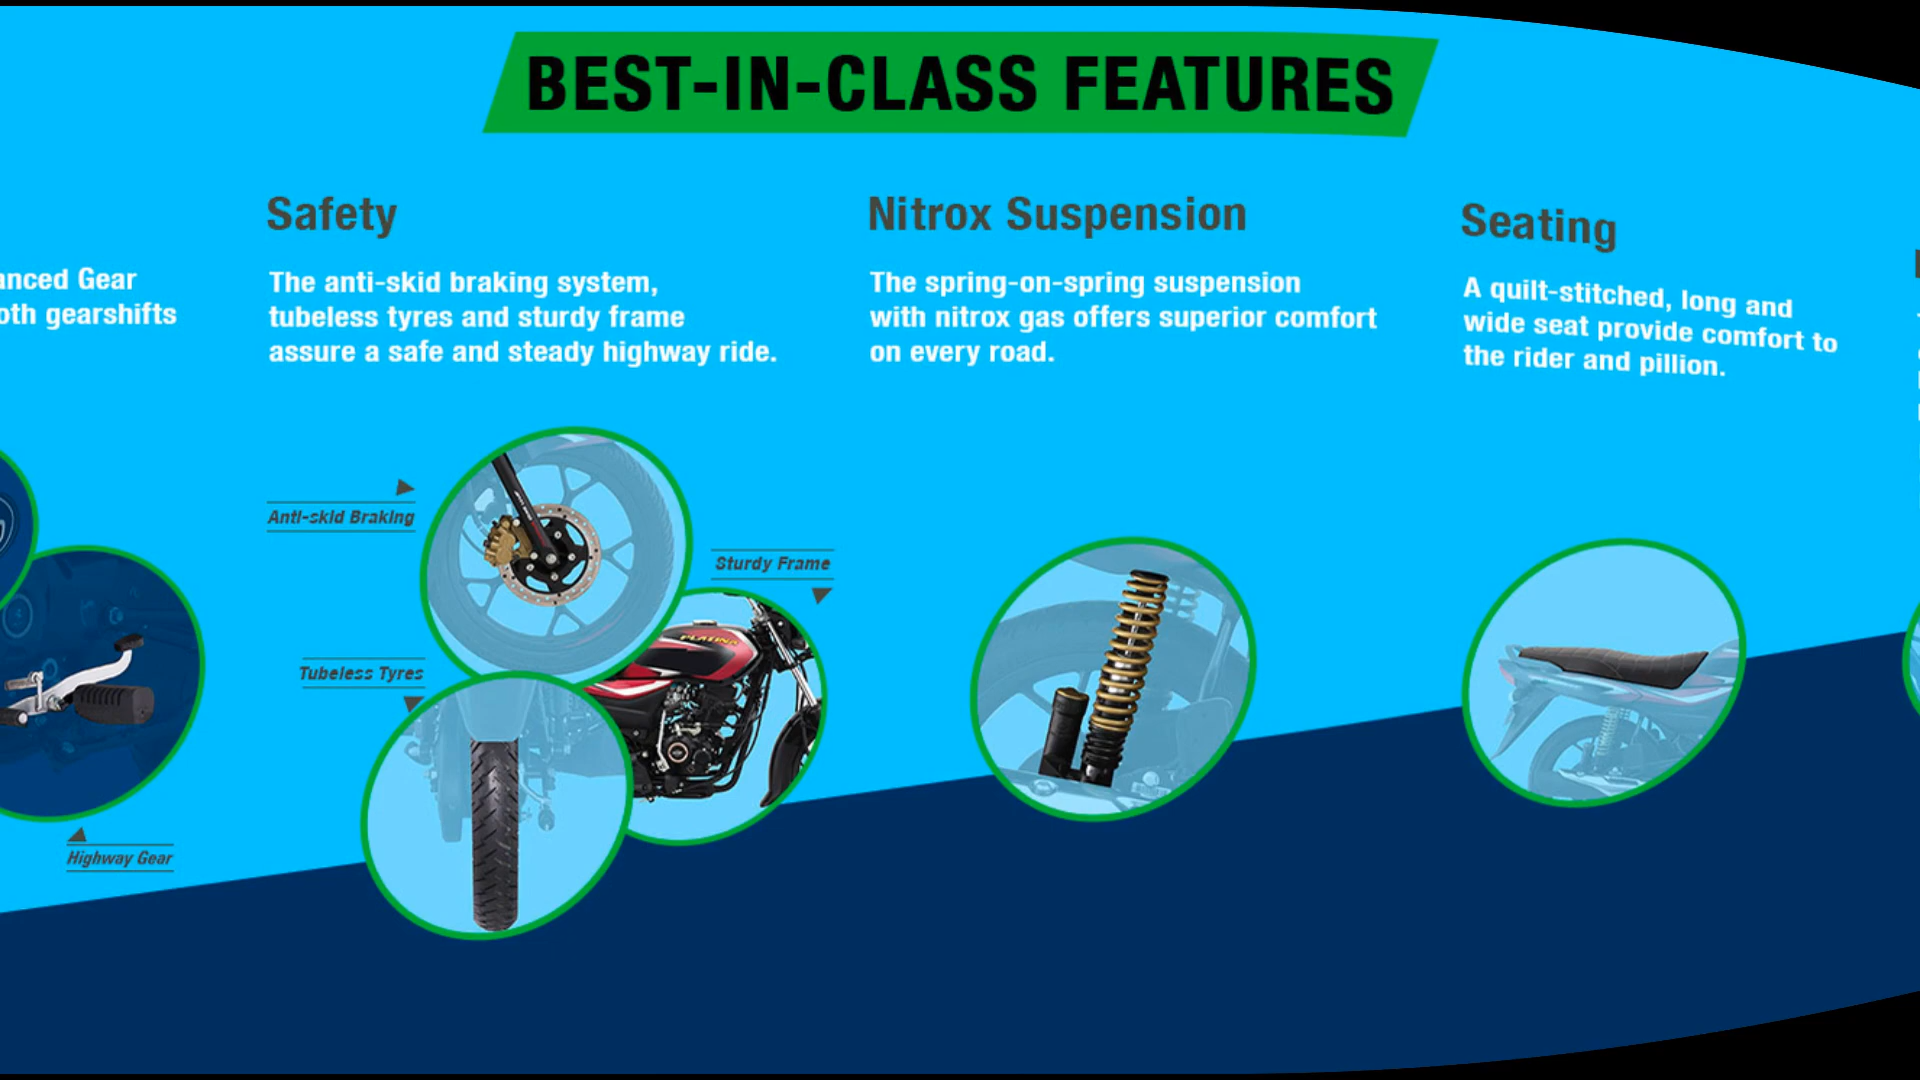 BEST-IN-CLASS FEATURES
Gear
gearshifts
Highway Gear
Safety
The anti-skid braking system,
tubeless tyres and sturdy frame
assure a safe and steady highway ride.
Anti-skid Braking
Sturdy Frame
Tubeless Tyres
PLATINA
Nitrox Suspension
The spring-on-spring suspension
with nitrox gas offers superior comfort
on every road.
Seating
A quilt-stitched, long and
wide seat provide comfort to
the rider and pillion.